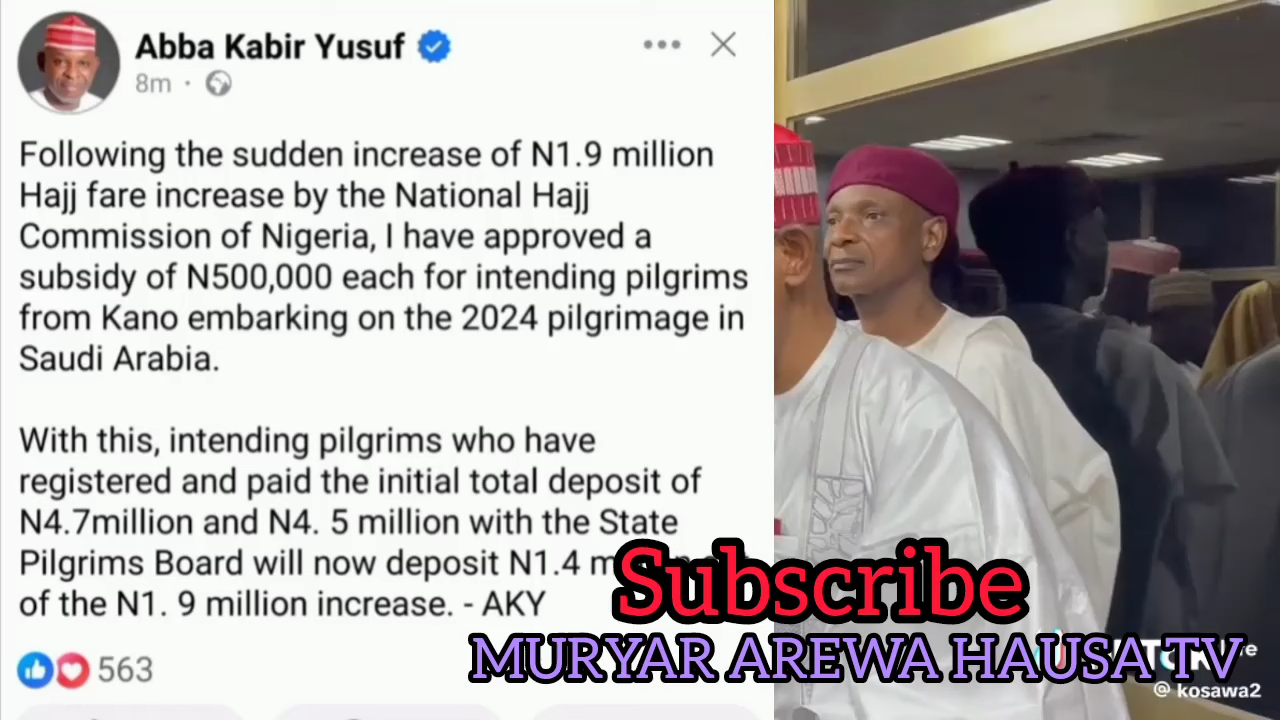 Abba Kabir Yusuf
8m ·
Following the sudden increase of N1.9 million
Hajj fare increase by the National Hajj
Commission of Nigeria, I have approved a
subsidy of N500,000 each for intending pilgrims
from Kano embarking on the 2024 pilgrimage in
Saudi Arabia.
With this, intending pilgrims who have
registered and paid the initial total deposit of
N4.7million and N4. 5 million with the State
Pilgrims Board will now deposit N1.4
of the N1. 9 million increase. - AKY
563
Subscribe
MURYAR AREWA HAUSA TV
@ kosawa2